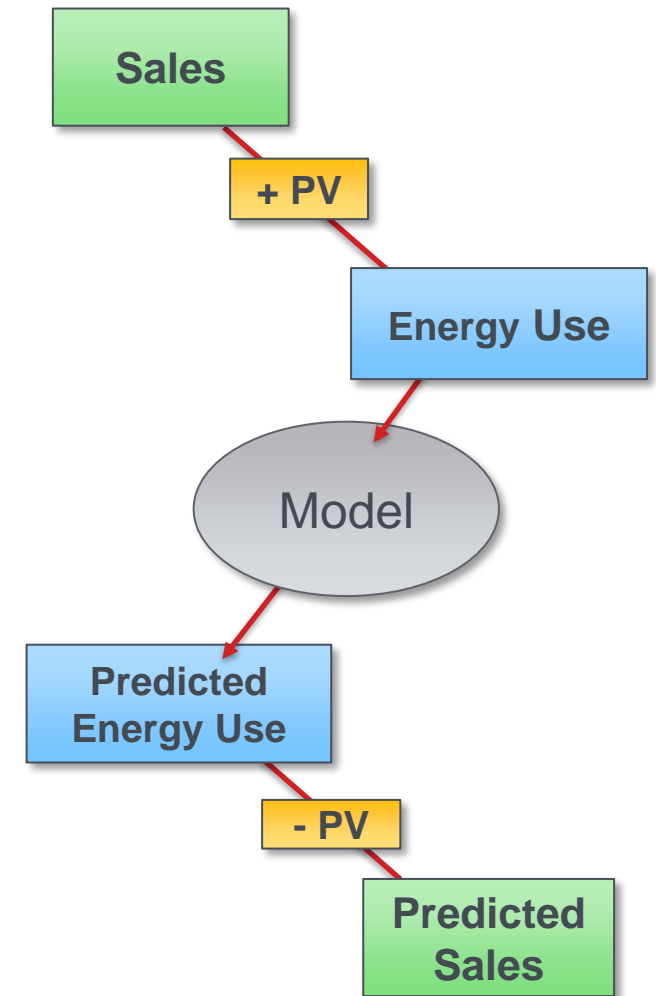 Sales
+ PV
Energy Use
Model
Predicted
Energy Use
- PV
Predicted
Sales